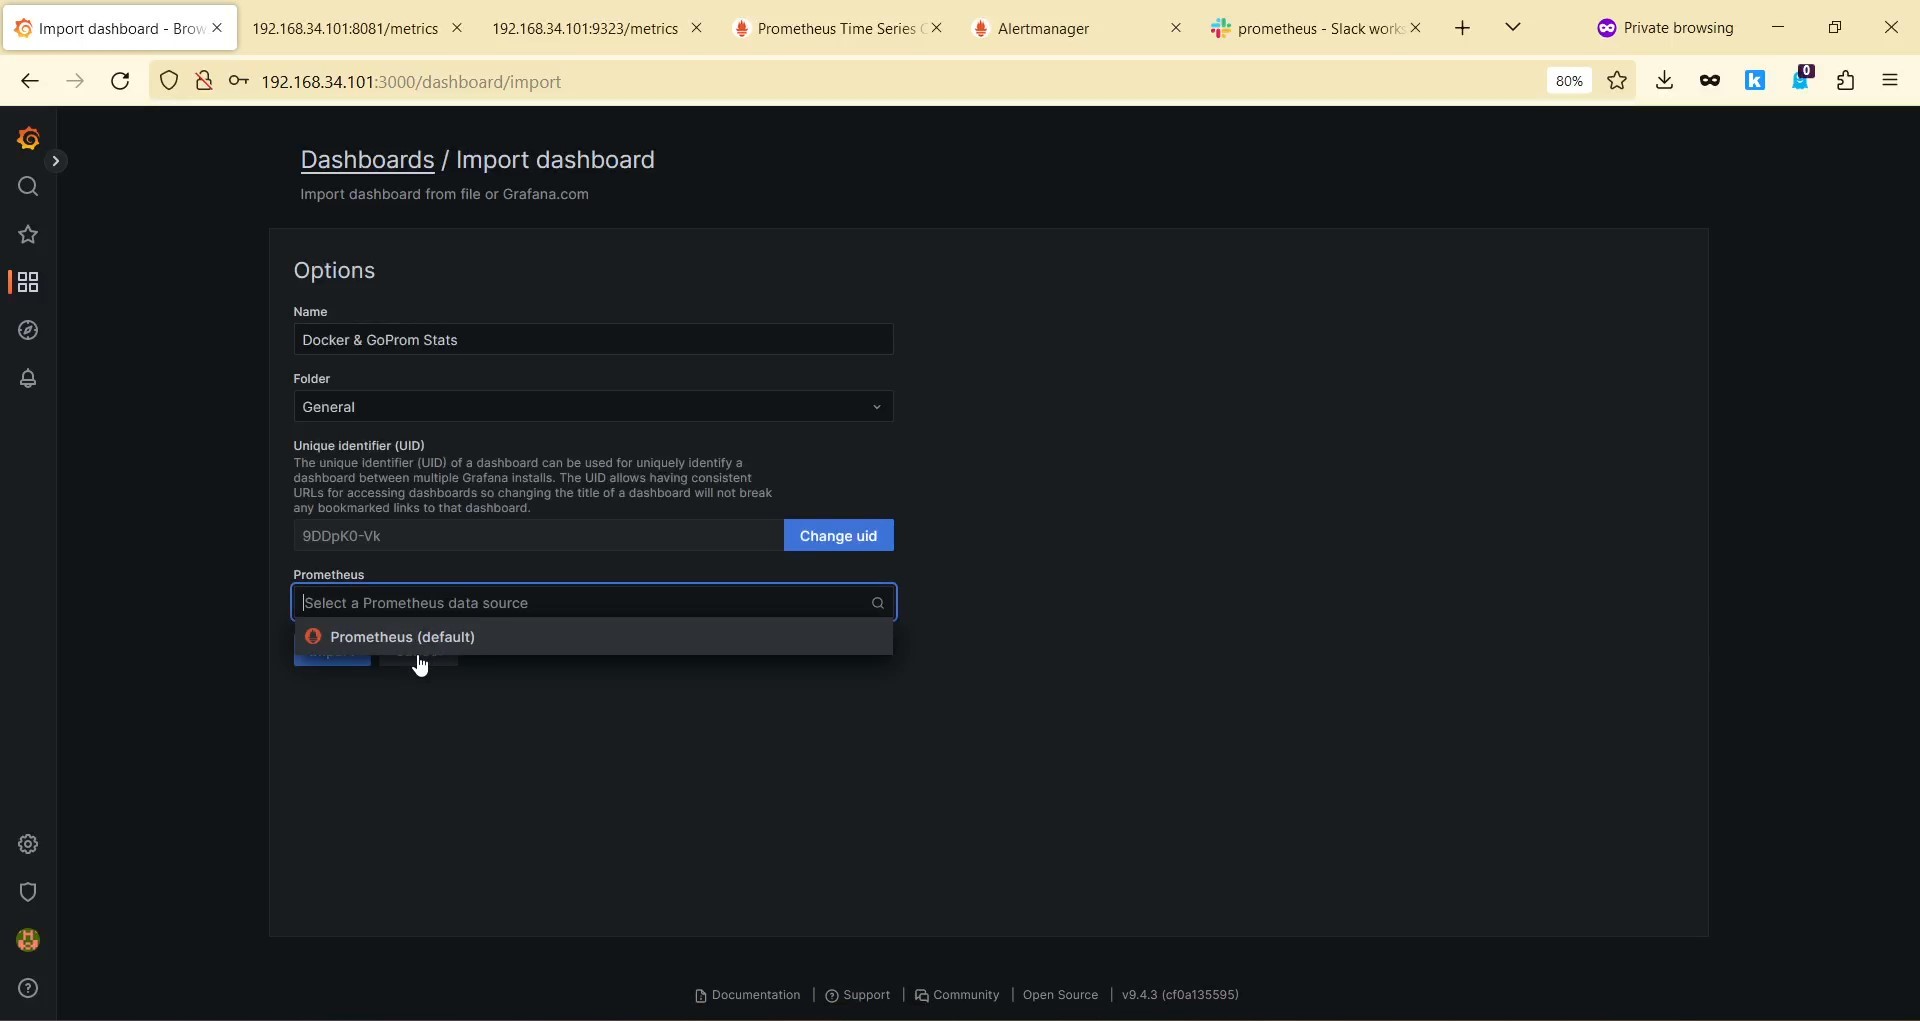 Import dashboard - Brow
192.168.34.101:8081/metrics
192.168.34.101:9323/metrics
Prometheus Time Series C
Alertmanager
prometheus - Slack works
Private browsing
192.168.34.101:3000/dashboard/import
80%
k
0
Dashboards / Import dashboard
Import dashboard from file or Grafana.com
Options
Name
Docker & GoProm Stats
Folder
General
Unique identifier (UID)
The unique identifier (UID) of a dashboard can be used for uniquely identify a
dashboard between multiple Grafana installs. The UID allows having consistent
URLs for accessing dashboards so changing the title of a dashboard will not break
any bookmarked links to that dashboard.
9DDpK0-Vk
Change uid
Prometheus
Select a Prometheus data source
Prometheus (default)
Documentation
Support
Community
Open Source
v9.4.3 (cf0a135595)